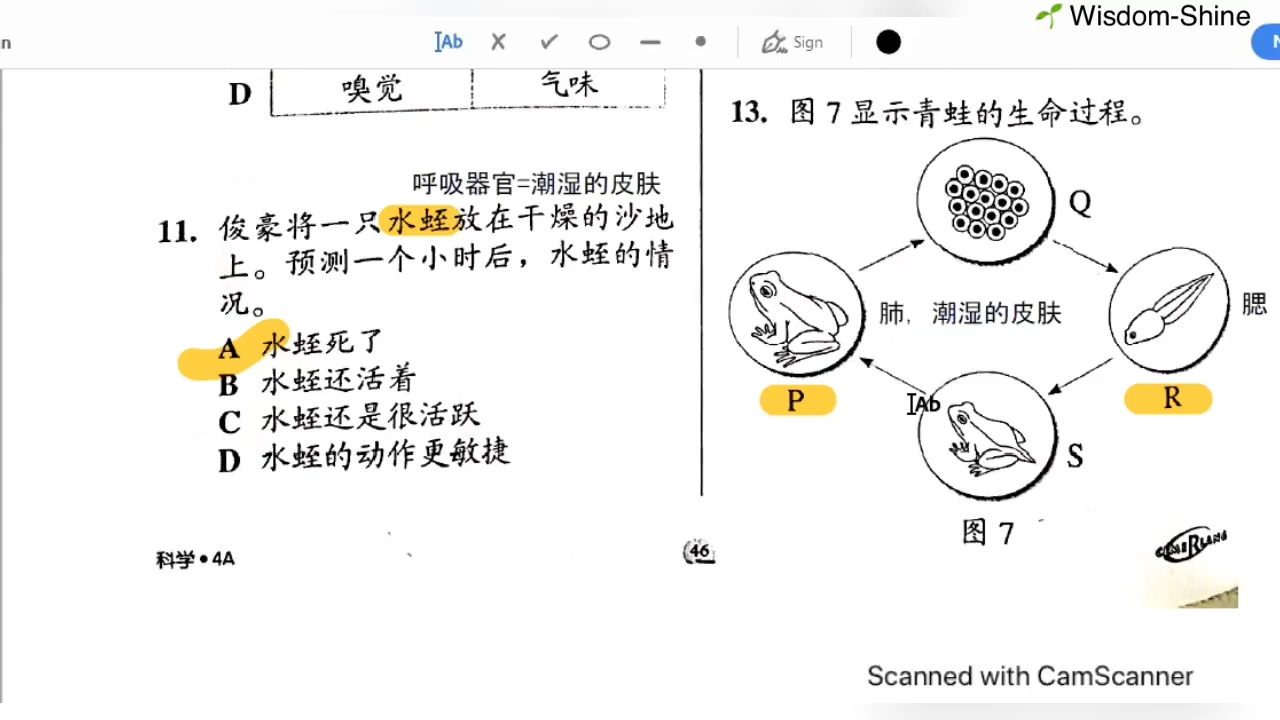 Wisdom-Shine
n
Ab
Sign
N
D 嗅觉 气味
呼吸器官=潮湿的皮肤
11. 俊豪将一只水蛭放在干燥的沙地
上。预测一个小时后，水蛭的情
况。
A 水蛭死了
B 水蛭还活着
C 水蛭还是很活跃
D 水蛭的动作更敏捷
科学•4A
46
13. 图 7 显示青蛙的生命过程。
Q
肺，潮湿的皮肤
腮
P
R
Ab
S
图 7
CEMERLANG
Scanned with CamScanner